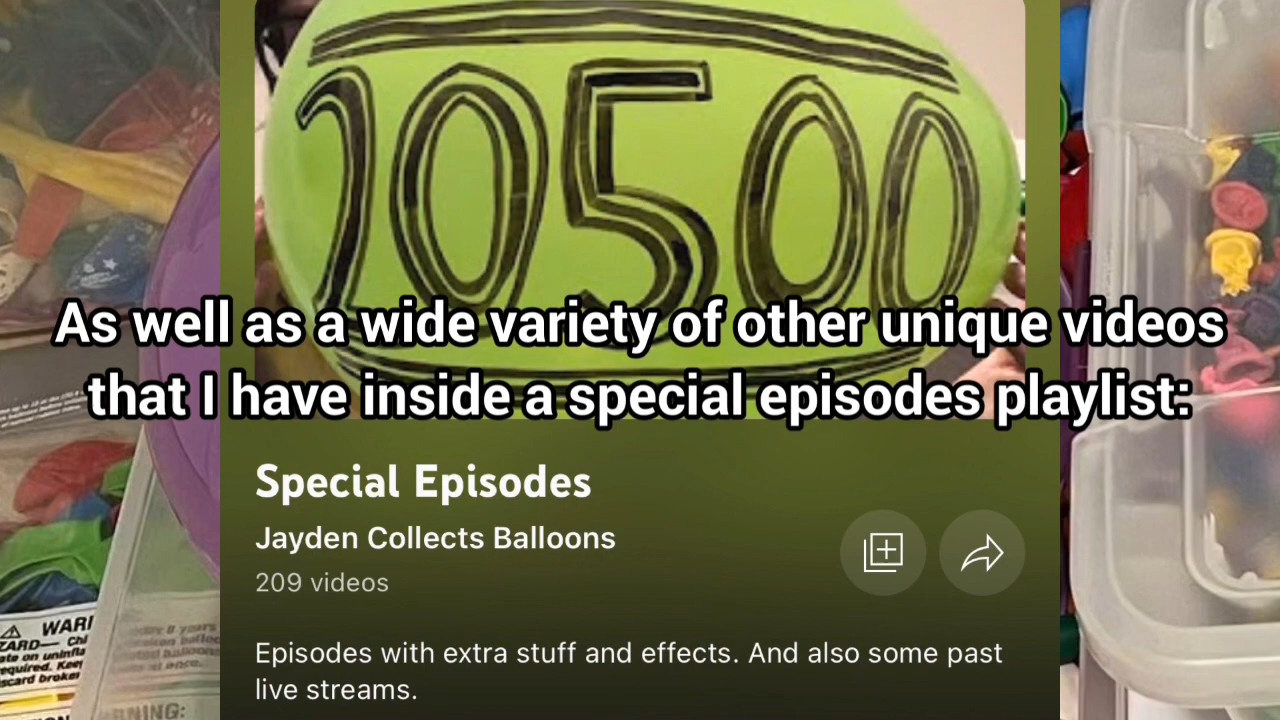 10500
As well as a wide variety of other unique videos
that I have inside a special episodes playlist:
Special Episodes
Jayden Collects Balloons
209 videos
Episodes with extra stuff and effects. And also some past
live streams.